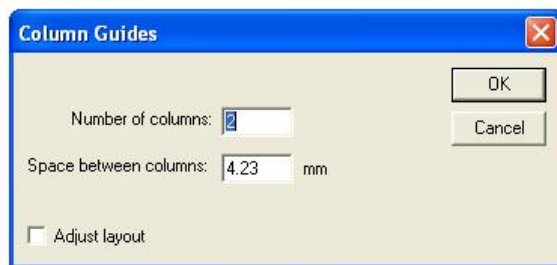 Column Guides
OK
Number of columns: 2
Cancel
Space between columns: 4.23 mm
Adjust layout